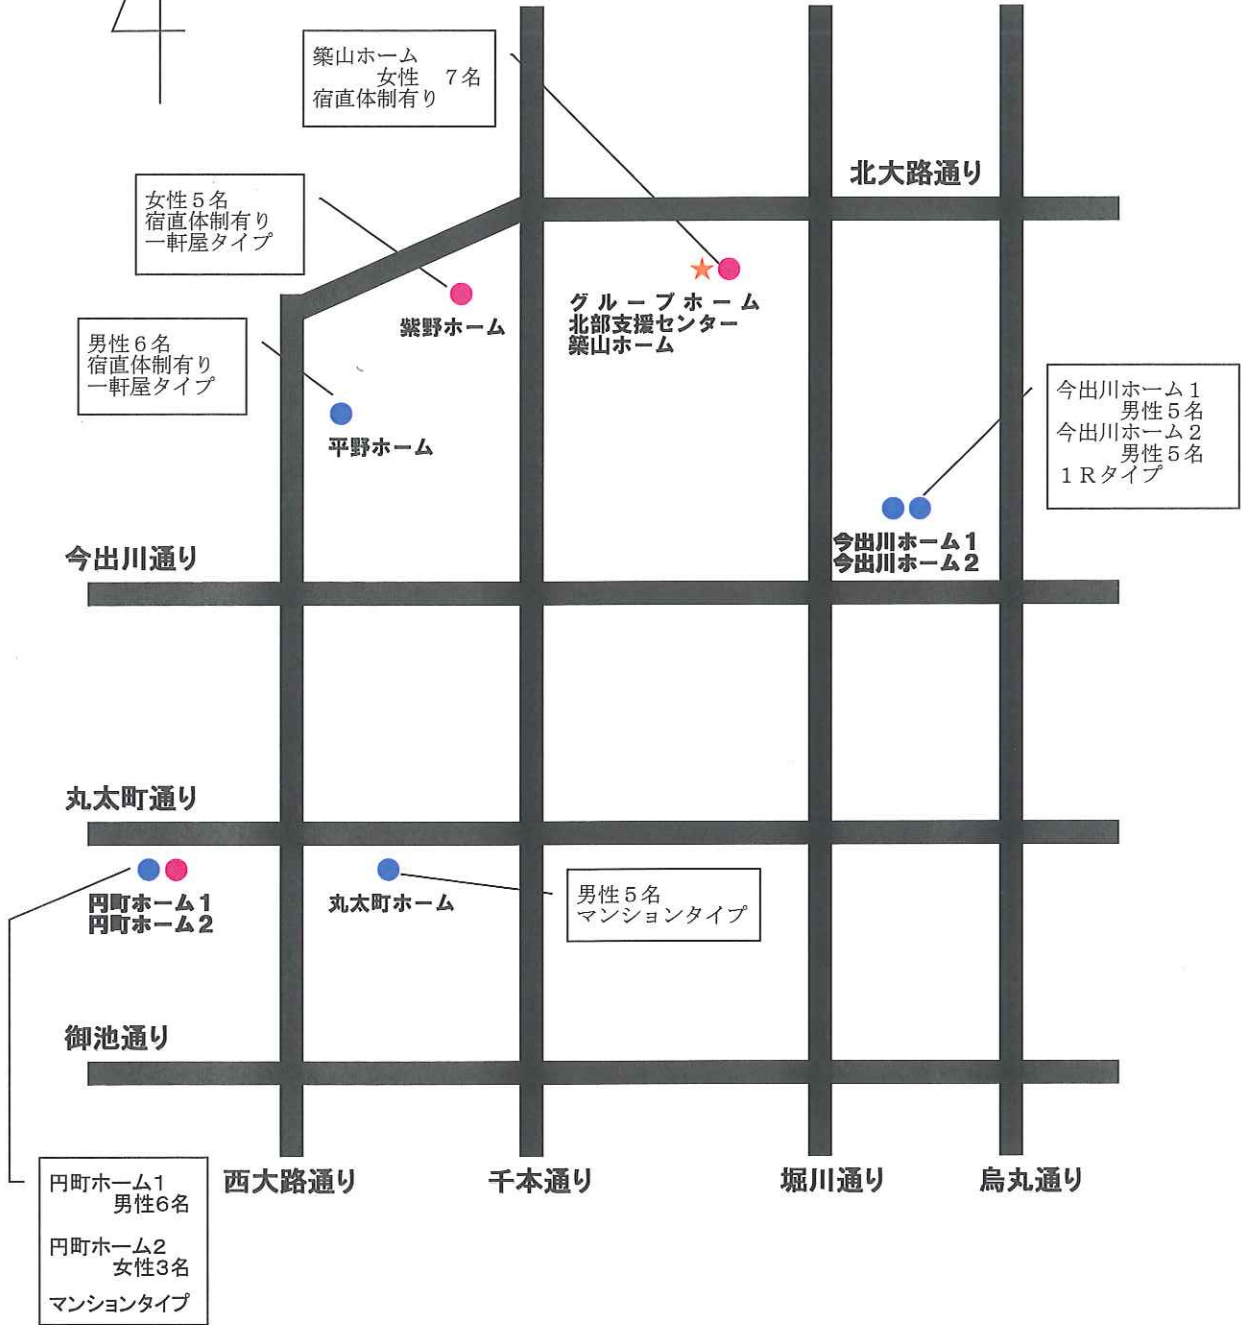 築山ホーム
女性　7名
宿直体制有り
北大路通り
女性5名
宿直体制有り
一軒屋タイプ
グループホーム
北部支援センター
築山ホーム
紫野ホーム
男性6名
宿直体制有り
一軒屋タイプ
平野ホーム
今出川ホーム1
男性5名
今出川ホーム2
男性5名
1Rタイプ
今出川ホーム1
今出川ホーム2
今出川通り
丸太町通り
円町ホーム1
円町ホーム2
丸太町ホーム
男性5名
マンションタイプ
御池通り
西大路通り
千本通り
堀川通り
烏丸通り
円町ホーム1
男性6名
円町ホーム2
女性3名
マンションタイプ